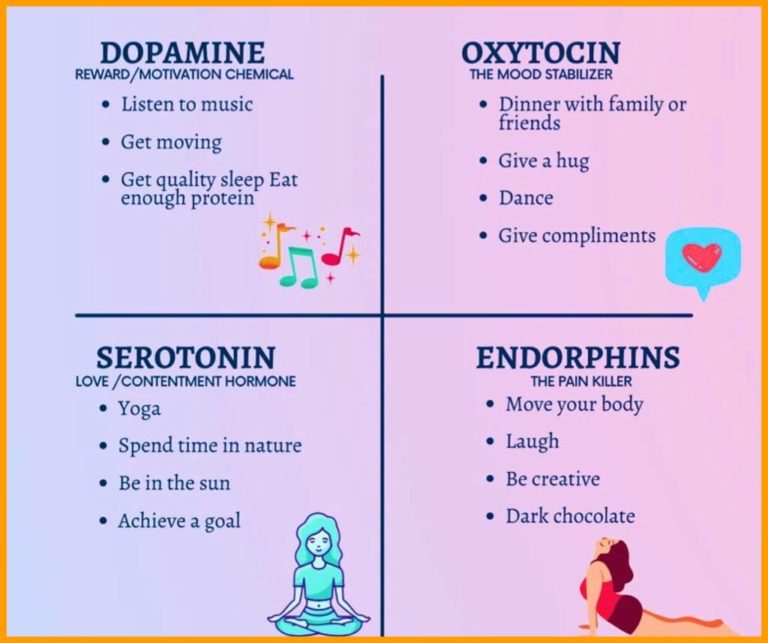 DOPAMINE
REWARD/MOTIVATION CHEMICAL
• Listen to music
• Get moving
• Get quality sleep Eat
enough protein
OXYTOCIN
THE MOOD STABILIZER
• Dinner with family or
friends
• Give a hug
• Dance
• Give compliments
SEROTONIN
LOVE /CONTENTMENT HORMONE
• Yoga
• Spend time in nature
• Be in the sun
• Achieve a goal
ENDORPHINS
THE PAIN KILLER
• Move your body
• Laugh
• Be creative
• Dark chocolate